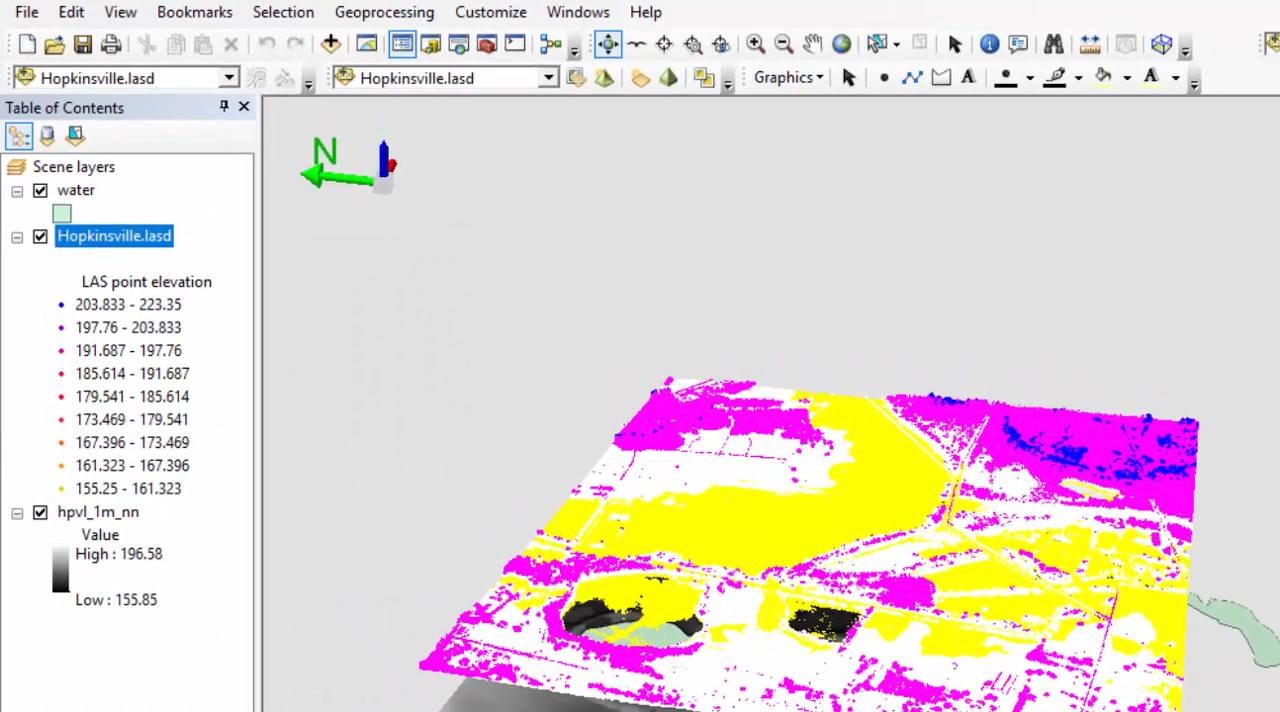 File Edit View Bookmarks Selection Geoprocessing Customize Windows Help
Hopkinsville.lasd Hopkinsville.lasd Graphics A A
Table of Contents
Scene layers
water
Hopkinsville.lasd
LAS point elevation
203.833 - 223.35
197.76 - 203.833
191.687 - 197.76
185.614 - 191.687
179.541 - 185.614
173.469 - 179.541
167.396 - 173.469
161.323 - 167.396
155.25 - 161.323
hpvl_1m_nn
Value
High : 196.58
Low : 155.85
N